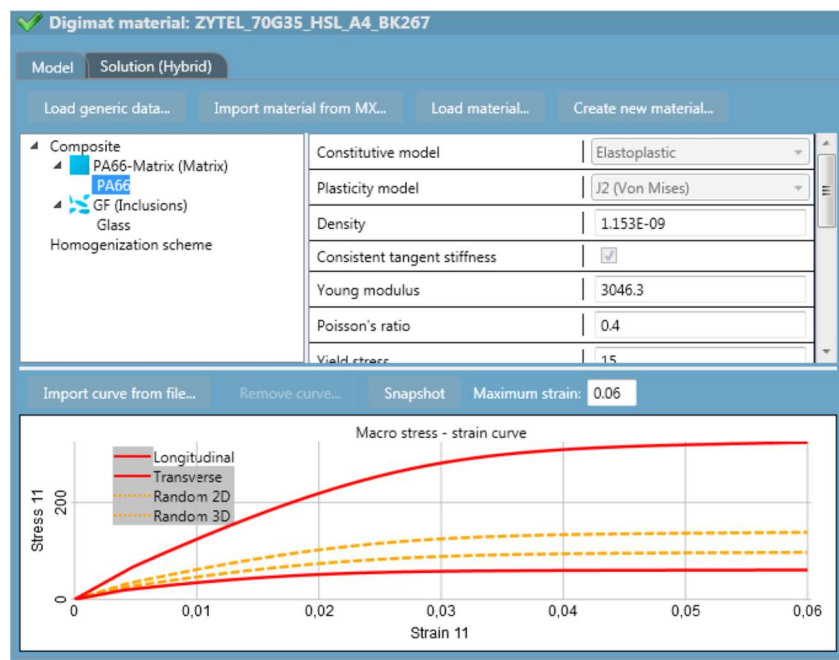 Digimat material: ZYTEL_70G35_HSL_A4_BK267
Model Solution (Hybrid)
Load generic data... Import material from MX... Load material... Create new material...
Composite
PA66-Matrix (Matrix)
PA66
GF (Inclusions)
Glass
Homogenization scheme
Constitutive model Elastoplastic
Plasticity model J2 (Von Mises)
Density 1.153E-09
Consistent tangent stiffness
Young modulus 3046.3
Poisson's ratio 0.4
Yield stress 15
Import curve from file... Remove curve... Snapshot Maximum strain: 0.06
Macro stress - strain curve
Longitudinal
Transverse
Random 2D
Random 3D
Stress 11
200
0
0 0,01 0,02 0,03 0,04 0,05 0,06
Strain 11